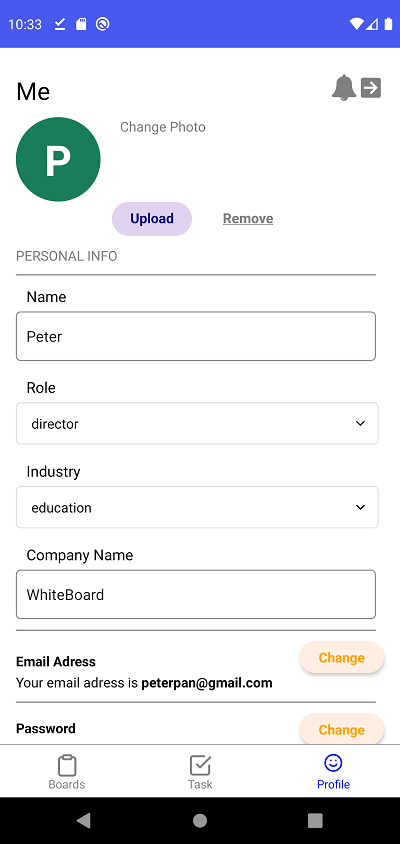 10:33
Me
Change Photo
P
Upload
Remove
PERSONAL INFO
Name
Peter
Role
director
Industry
education
Company Name
WhiteBoard
Email Adress
Change
Your email adress is peterpan@gmail.com
Password
Change
Boards
Task
Profile